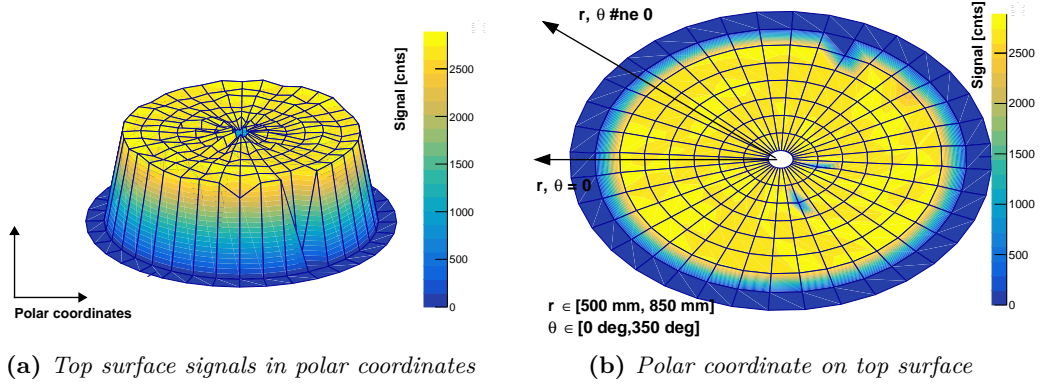 Signal [cnts]
2500
2000
1500
1000
500
0
Polar coordinates
(a) Top surface signals in polar coordinates
r, θ #ne 0
r, θ = 0
r ∈ [500 mm, 850 mm]
θ ∈ [0 deg,350 deg]
Signal [cnts]
2500
2000
1500
1000
500
0
(b) Polar coordinate on top surface